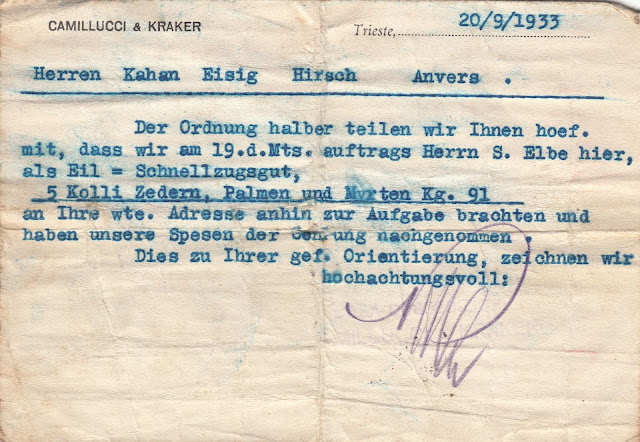 CAMILLUCCI & KRAKER
Trieste, 20/9/1933
Herren Kahan Eisig Hirsch Anvers .
Der Ordnung halber teilen wir Ihnen hoef.
mit, dass wir am 19.d.Mts. auftrags Herrn S. Elbe hier,
als Eil = Schnellzugsgut,
5 Kolli Zedern, Palmen und Myrten Kg. 91
an Ihre wte. Adresse anhin zur Aufgabe brachten und
haben unsere Spesen der Senfung nachgenommen .
Dies zu Ihrer gef. Orientierung, zeichnen wir
hochachtungsvoll: